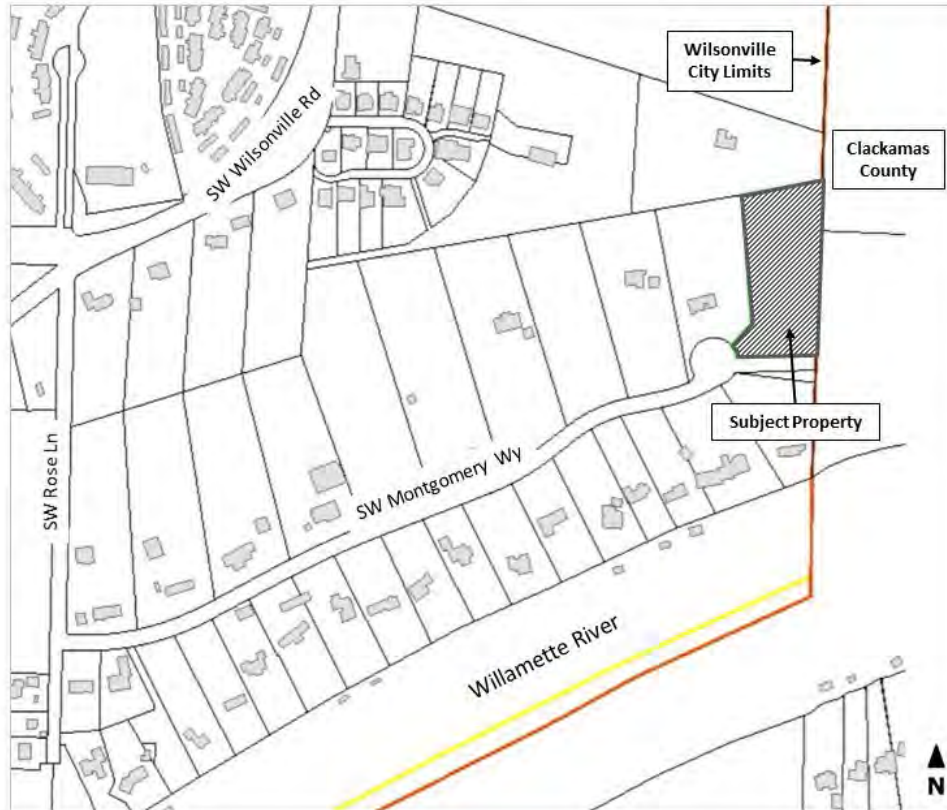 Wilsonville
City Limits
SW Wilsonville Rd
Clackamas
County
Subject Property
SW Rose Ln
SW Montgomery Wy
Willamette River
N